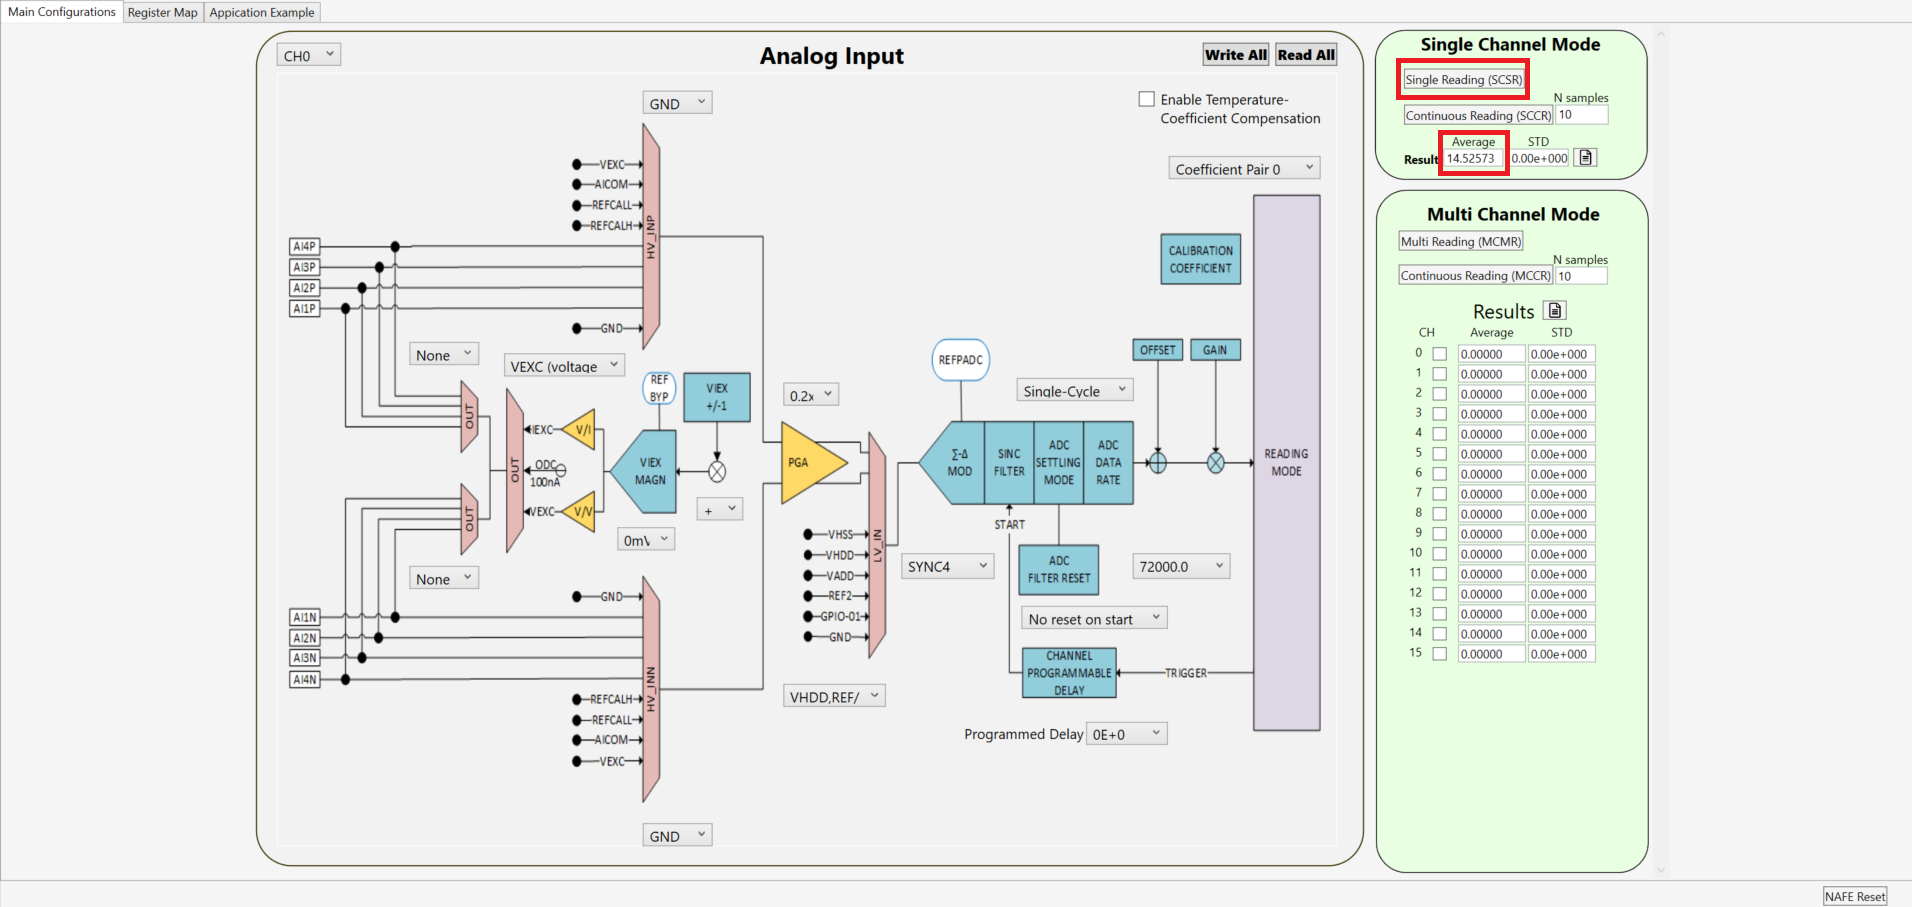 Main Configurations
Register Map
Appication Example
CH0
Analog Input
Write All
Read All
GND
Enable Temperature-
Coefficient Compensation
Coefficient Pair 0
VEXC
AICOM
REFCALL
REFCALH
HV_INP
AI4P
AI3P
AI2P
AI1P
GND
CALIBRATION
COEFFICIENT
None
VEXC (voltage
REF
BYP
VIEX
+/-1
0.2x
REFPADC
Single-Cycle
OFFSET
GAIN
OUT
IEXC
V/I
ODC
100nA
OUT
VIEX
MAGN
PGA
Σ-Δ
MOD
SINC
FILTER
ADC
SETTLING
MODE
ADC
DATA
RATE
READING
MODE
OUT
VEXC
V/V
+
0mV
START
VHSS
VHDD
VADD
REF2
GPIO-01
GND
LV_IN
SYNC4
ADC
FILTER RESET
72000.0
None
No reset on start
GND
AI1N
AI2N
AI3N
AI4N
HV_INN
REFCALH
REFCALL
AICOM
VEXC
CHANNEL
PROGRAMMABLE
DELAY
TRIGGER
VHDD,REF/
Programmed Delay
0E+0
GND
Single Channel Mode
Single Reading (SCSR)
N samples
Continuous Reading (SCCR)
10
Average
STD
Result
14.52573
0.00e+000
Multi Channel Mode
Multi Reading (MCMR)
N samples
Continuous Reading (MCCR)
10
Results
CH
Average
STD
0 0.00000 0.00e+000
1 0.00000 0.00e+000
2 0.00000 0.00e+000
3 0.00000 0.00e+000
4 0.00000 0.00e+000
5 0.00000 0.00e+000
6 0.00000 0.00e+000
7 0.00000 0.00e+000
8 0.00000 0.00e+000
9 0.00000 0.00e+000
10 0.00000 0.00e+000
11 0.00000 0.00e+000
12 0.00000 0.00e+000
13 0.00000 0.00e+000
14 0.00000 0.00e+000
15 0.00000 0.00e+000
NAFE Reset